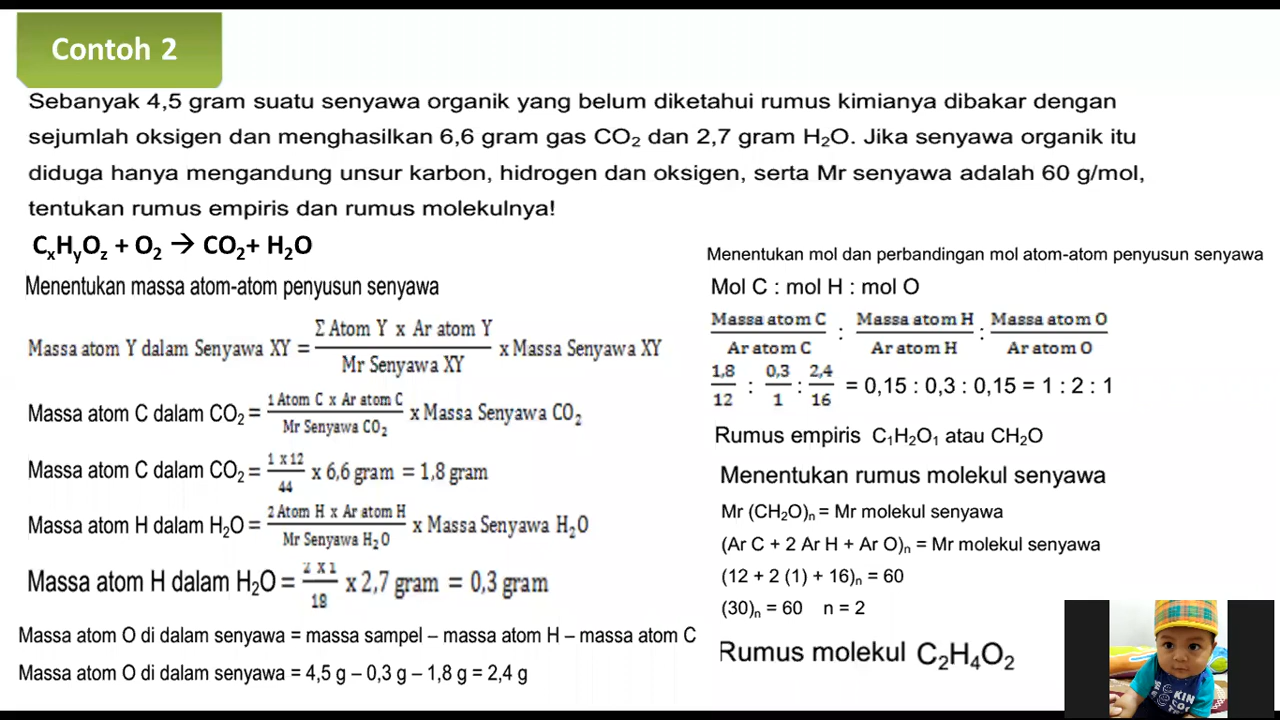 Contoh 2
Sebanyak 4,5 gram suatu senyawa organik yang belum diketahui rumus kimianya dibakar dengan
sejumlah oksigen dan menghasilkan 6,6 gram gas CO₂ dan 2,7 gram H₂O. Jika senyawa organik itu
diduga hanya mengandung unsur karbon, hidrogen dan oksigen, serta Mr senyawa adalah 60 g/mol,
tentukan rumus empiris dan rumus molekulnya!
CₓHᵧO_z + O₂ → CO₂+ H₂O
Menentukan massa atom-atom penyusun senyawa
Massa atom Y dalam Senyawa XY = (Σ Atom Y x Ar atom Y)/(Mr Senyawa XY) x Massa Senyawa XY
Massa atom C dalam CO₂ = (1 Atom C x Ar atom C)/(Mr Senyawa CO₂) x Massa Senyawa CO₂
Massa atom C dalam CO₂ = (1 x 12)/44 x 6,6 gram = 1,8 gram
Massa atom H dalam H₂O = (2 Atom H x Ar atom H)/(Mr Senyawa H₂O) x Massa Senyawa H₂O
Massa atom H dalam H₂O = (2 x 1)/18 x 2,7 gram = 0,3 gram
Massa atom O di dalam senyawa = massa sampel – massa atom H – massa atom C
Massa atom O di dalam senyawa = 4,5 g – 0,3 g – 1,8 g = 2,4 g
Menentukan mol dan perbandingan mol atom-atom penyusun senyawa
Mol C : mol H : mol O
Massa atom C/Ar atom C : Massa atom H/Ar atom H : Massa atom O/Ar atom O
1,8/12 : 0,3/1 : 2,4/16 = 0,15 : 0,3 : 0,15 = 1 : 2 : 1
Rumus empiris C₁H₂O₁ atau CH₂O
Menentukan rumus molekul senyawa
Mr (CH₂O)ₙ = Mr molekul senyawa
(Ar C + 2 Ar H + Ar O)ₙ = Mr molekul senyawa
(12 + 2 (1) + 16)ₙ = 60
(30)ₙ = 60 n = 2
Rumus molekul C₂H₄O₂